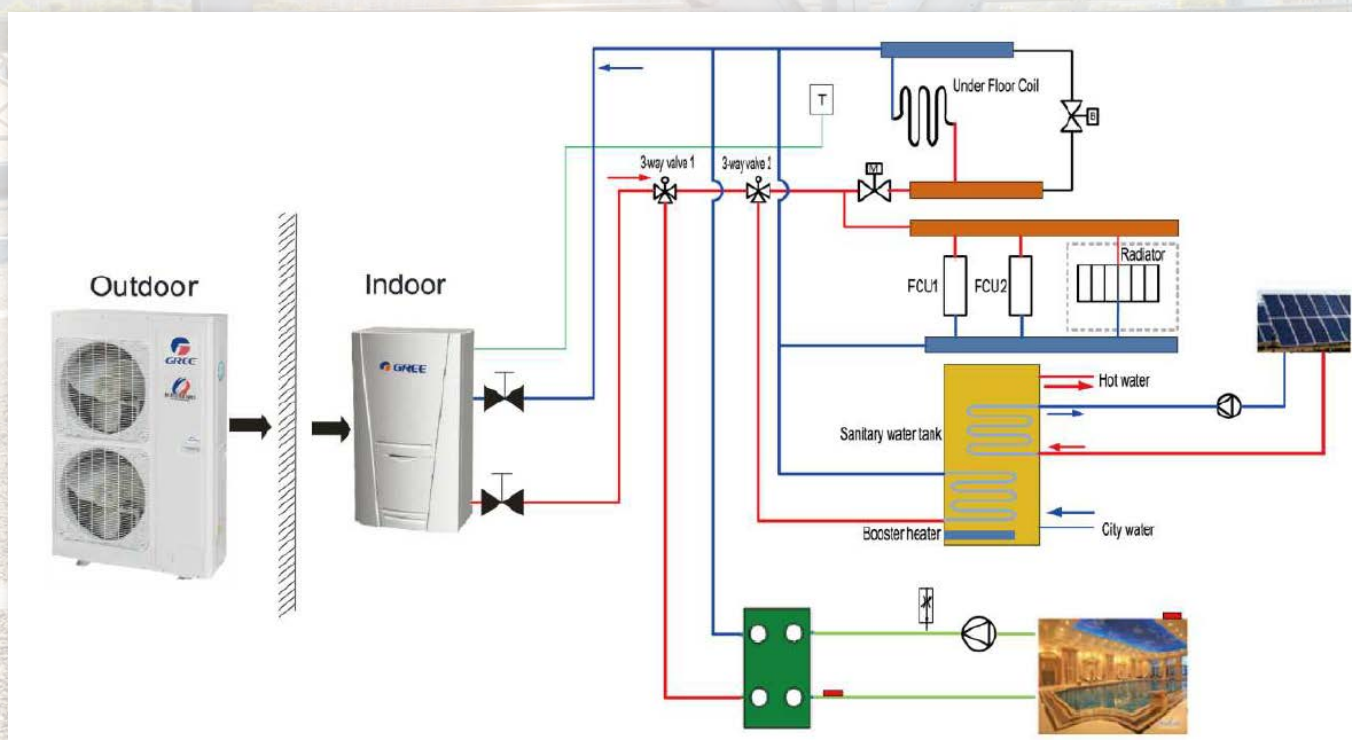 Under Floor Coil
T
B
3-way valve 1
3-way valve 2
M
Outdoor
Indoor
Radiator
FCU1
FCU2
GREE
GREE
Hot water
Sanitary water tank
Booster heater
City water